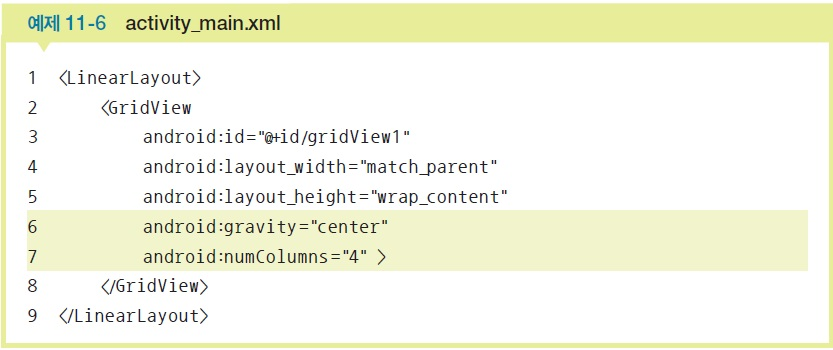 예제 11-6 activity_main.xml
1 <LinearLayout>
2 <GridView
3 android:id="@+id/gridView1"
4 android:layout_width="match_parent"
5 android:layout_height="wrap_content"
6 android:gravity="center"
7 android:numColumns="4" >
8 </GridView>
9 </LinearLayout>